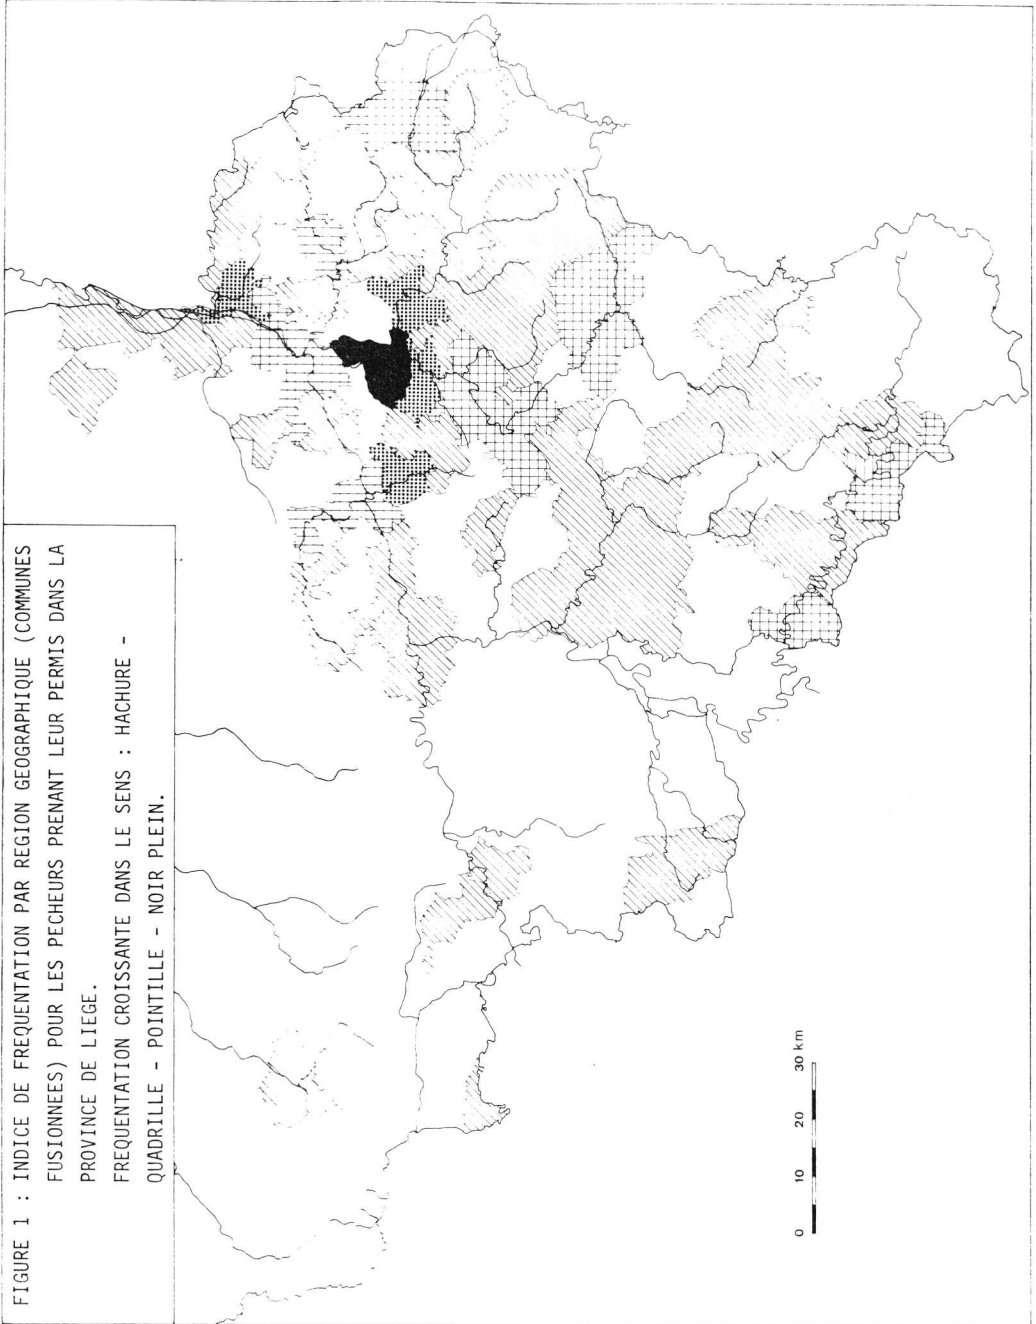 FIGURE 1 : INDICE DE FREQUENTATION PAR REGION GEOGRAPHIQUE (COMMUNES
FUSIONNEES) POUR LES PECHEURS PRENANT LEUR PERMIS DANS LA
PROVINCE DE LIEGE.
FREQUENTATION CROISSANTE DANS LE SENS : HACHURE -
QUADRILLE - POINTILLE - NOIR PLEIN.
0 10 20 30 km